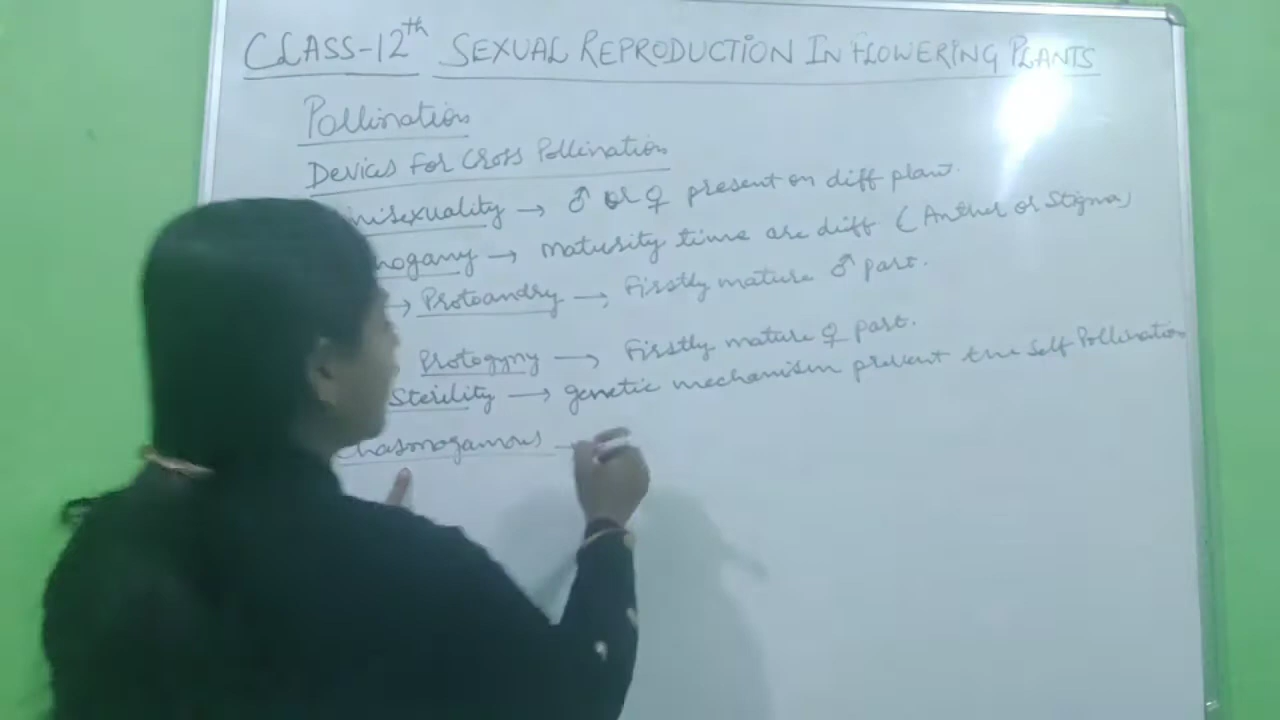 CLASS-12th SEXUAL REPRODUCTION IN FLOWERING PLANTS
Pollination
Devices For Cross Pollination
nisexuality → ♂ or ♀ present on diff plant.
hogamy → maturity time are diff (Anther or Stigma)
→ Protoandry → Firstly mature ♂ part.
Protogyny → Firstly mature ♀ part.
Sterility → genetic mechanism prevent the Self Pollination
chasmogamous →